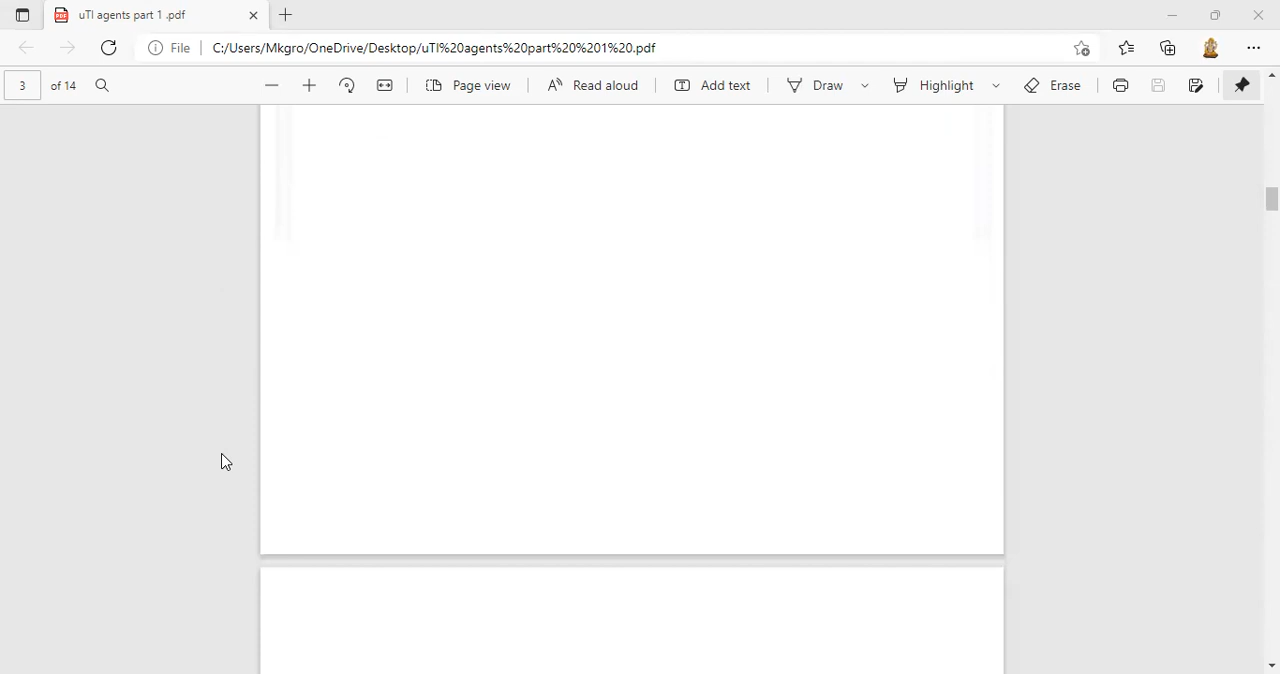 uTI agents part 1 .pdf
File
C:/Users/Mkgro/OneDrive/Desktop/uTI%20agents%20part%20%201%20.pdf
3 of 14
Page view
Read aloud
Add text
Draw
Highlight
Erase